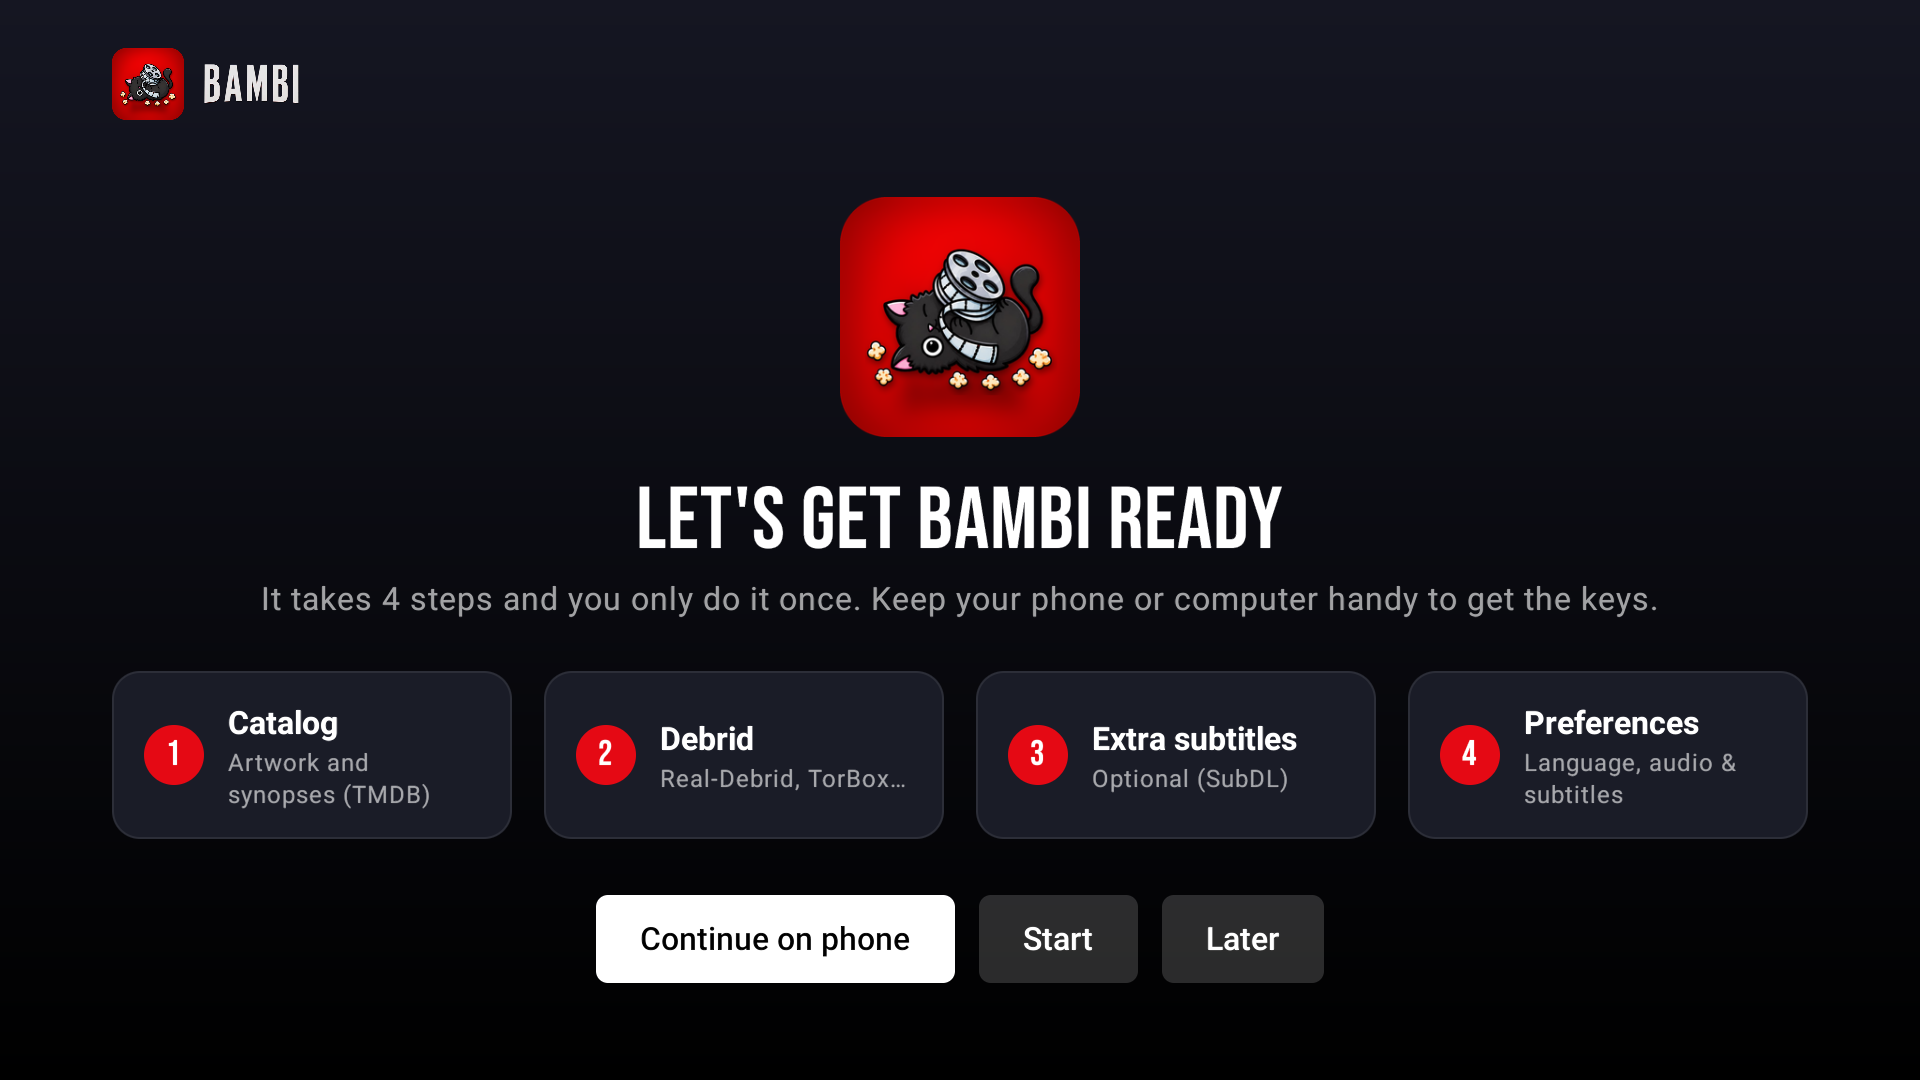 BAMBI
LET'S GET BAMBI READY
It takes 4 steps and you only do it once. Keep your phone or computer handy to get the keys.
1
Catalog
Artwork and
synopses (TMDB)
2
Debrid
Real-Debrid, TorBox…
3
Extra subtitles
Optional (SubDL)
4
Preferences
Language, audio &
subtitles
Continue on phone
Start
Later